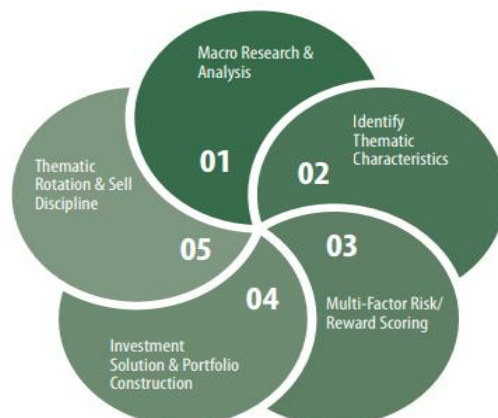 Macro Research &
Analysis
01
Identify
Thematic
Characteristics
02
03
Multi-Factor Risk/
Reward Scoring
04
Investment
Solution & Portfolio
Construction
Thematic
Rotation & Sell
Discipline
05